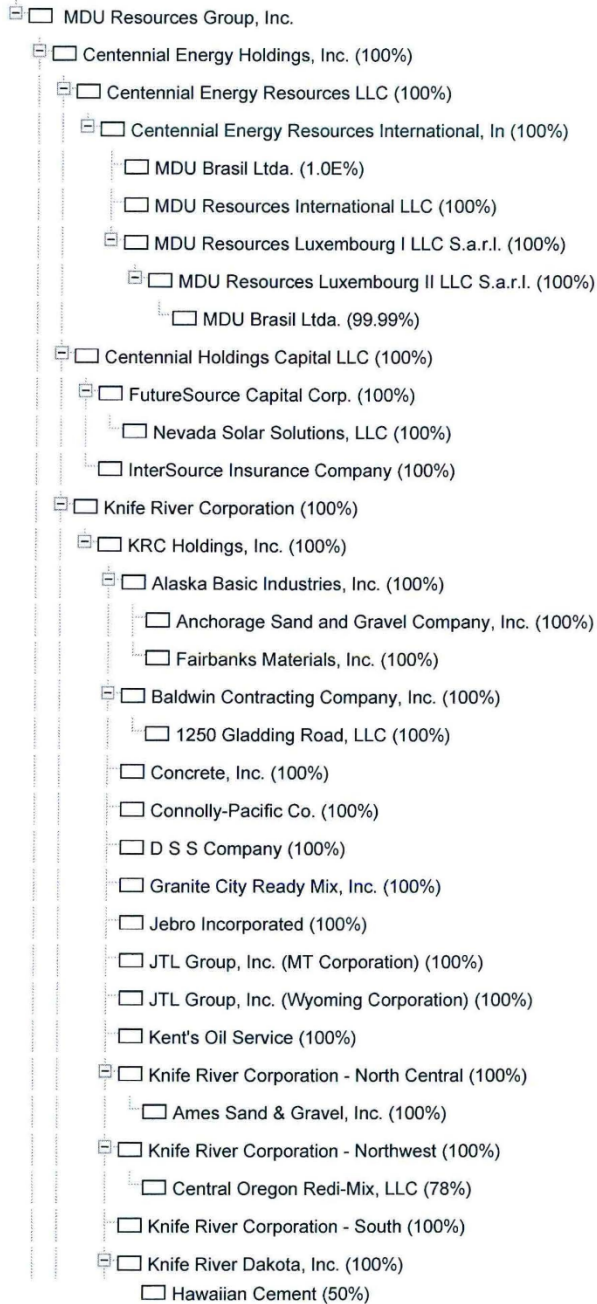 MDU Resources Group, Inc.
Centennial Energy Holdings, Inc. (100%)
Centennial Energy Resources LLC (100%)
Centennial Energy Resources International, In (100%)
MDU Brasil Ltda. (1.0E%)
MDU Resources International LLC (100%)
MDU Resources Luxembourg I LLC S.a.r.l. (100%)
MDU Resources Luxembourg II LLC S.a.r.l. (100%)
MDU Brasil Ltda. (99.99%)
Centennial Holdings Capital LLC (100%)
FutureSource Capital Corp. (100%)
Nevada Solar Solutions, LLC (100%)
InterSource Insurance Company (100%)
Knife River Corporation (100%)
KRC Holdings, Inc. (100%)
Alaska Basic Industries, Inc. (100%)
Anchorage Sand and Gravel Company, Inc. (100%)
Fairbanks Materials, Inc. (100%)
Baldwin Contracting Company, Inc. (100%)
1250 Gladding Road, LLC (100%)
Concrete, Inc. (100%)
Connolly-Pacific Co. (100%)
D S S Company (100%)
Granite City Ready Mix, Inc. (100%)
Jebro Incorporated (100%)
JTL Group, Inc. (MT Corporation) (100%)
JTL Group, Inc. (Wyoming Corporation) (100%)
Kent's Oil Service (100%)
Knife River Corporation - North Central (100%)
Ames Sand & Gravel, Inc. (100%)
Knife River Corporation - Northwest (100%)
Central Oregon Redi-Mix, LLC (78%)
Knife River Corporation - South (100%)
Knife River Dakota, Inc. (100%)
Hawaiian Cement (50%)